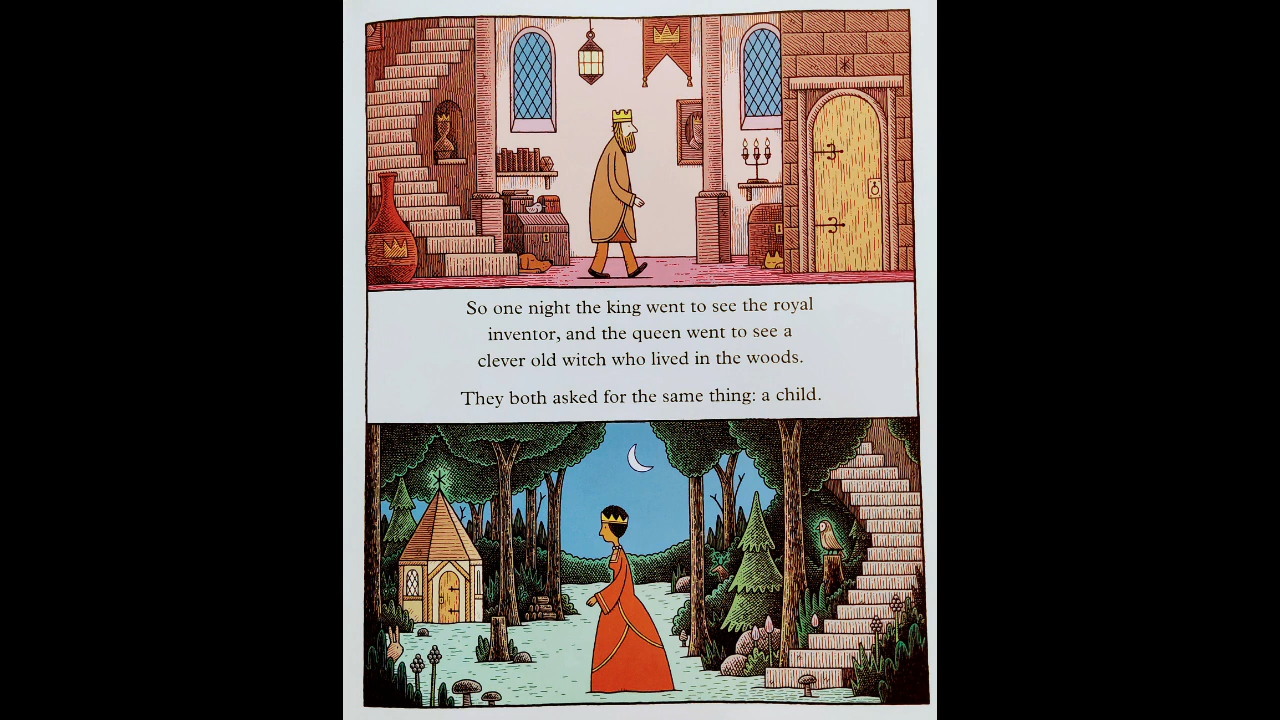 So one night the king went to see the royal
inventor, and the queen went to see a
clever old witch who lived in the woods.
They both asked for the same thing: a child.